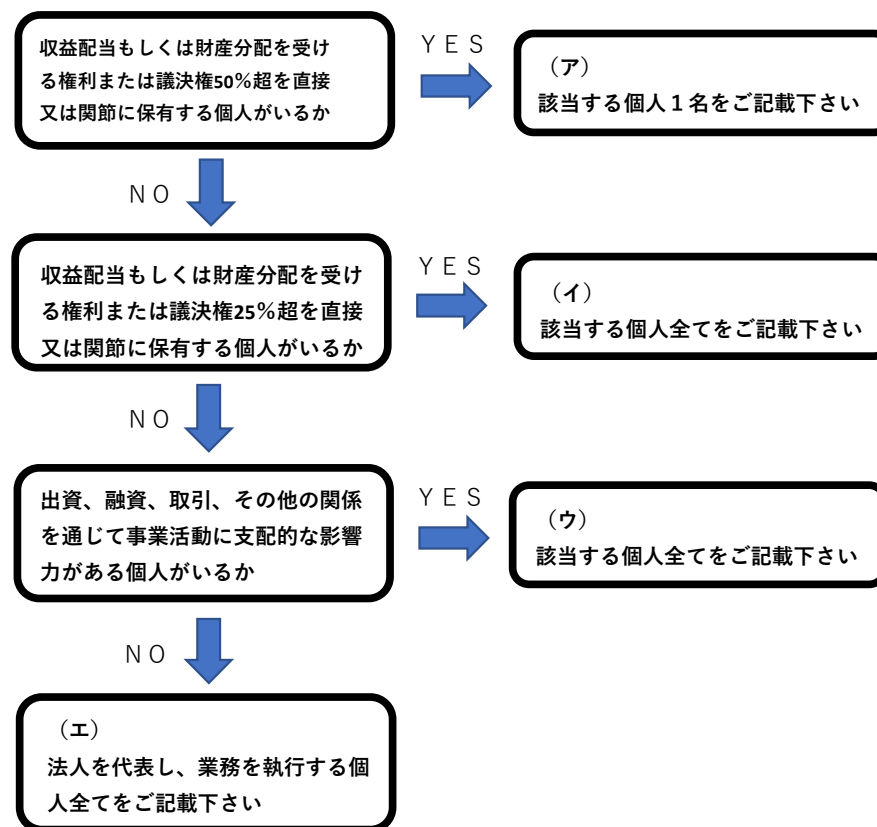 収益配当もしくは財産分配を受け
る権利または議決権50%超を直接
又は関節に保有する個人がいるか
ＹＥＳ
（ア）
該当する個人１名をご記載下さい
ＮＯ
収益配当もしくは財産分配を受け
る権利または議決権25%超を直接
又は関節に保有する個人がいるか
ＹＥＳ
（イ）
該当する個人全てをご記載下さい
ＮＯ
出資、融資、取引、その他の関係
を通じて事業活動に支配的な影響
力がある個人がいるか
ＹＥＳ
（ウ）
該当する個人全てをご記載下さい
ＮＯ
（エ）
法人を代表し、業務を執行する個
人全てをご記載下さい